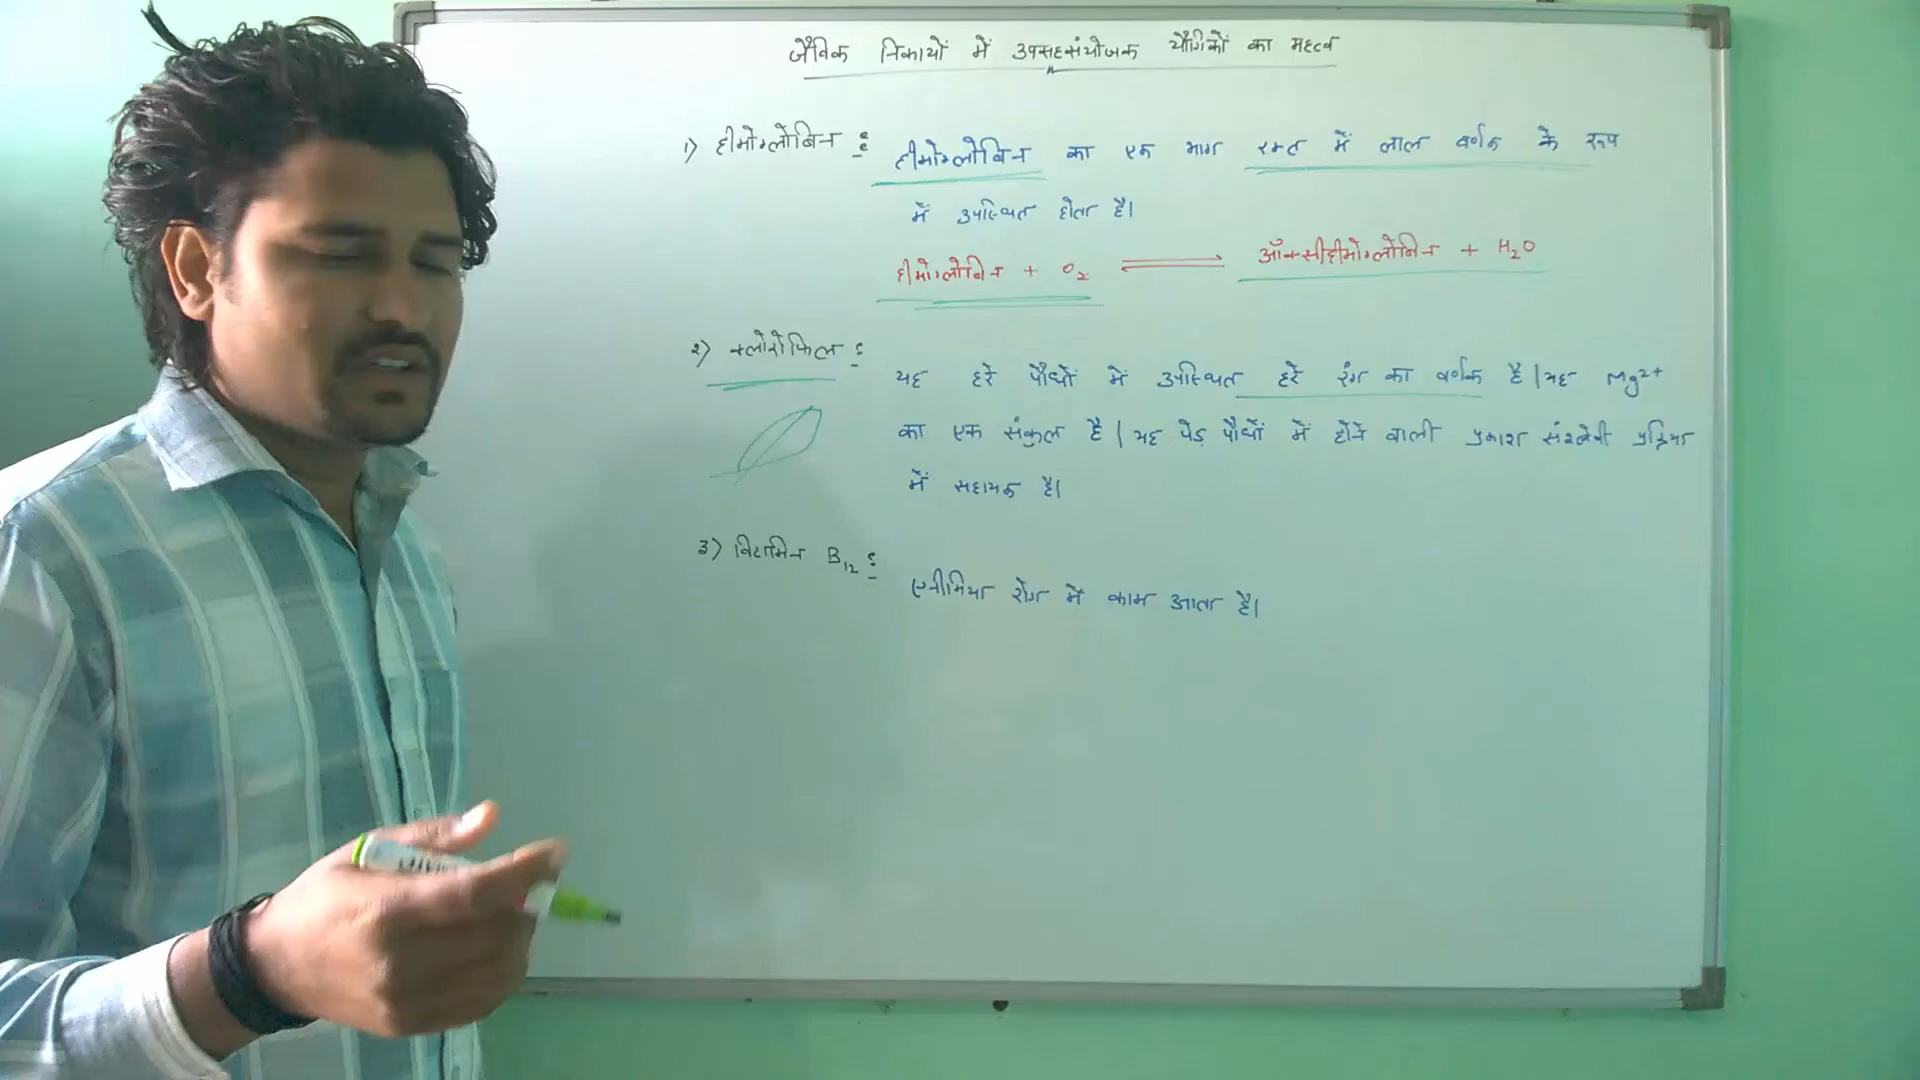 जैविक निकायों में उपसहसंयोजक यौगिकों का महत्व
1) हीमोग्लोबिन : हीमोग्लोबिन का एक भाग रक्त में लाल वर्णक के रूप
में उपस्थित होता है।
हीमोग्लोबिन + O₂ ⇌ ऑक्सीहीमोग्लोबिन + H₂O
2) क्लोरोफिल : यह हरे पौधों में उपस्थित हरे रंग का वर्णक है। यह Mg²⁺
का एक संकुल है। यह पेड़ पौधों में होने वाली प्रकाश संश्लेषी प्रक्रिया
में सहायक है।
3) विटामिन B₁₂ : एनीमिया रोग में काम आता है।